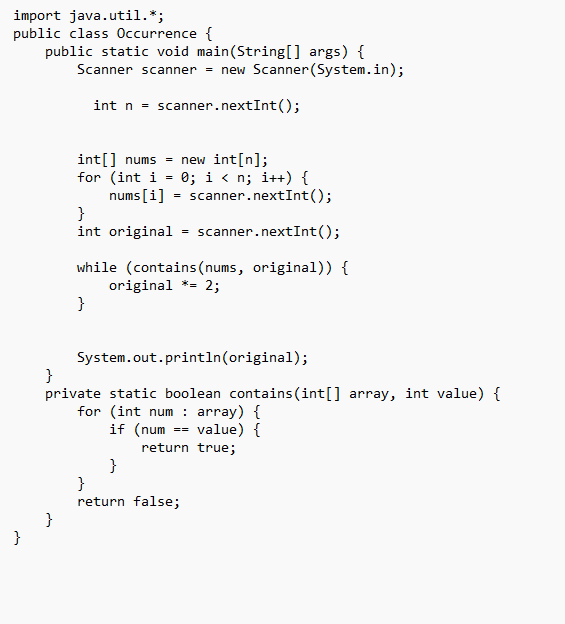 import java.util.*;
public class Occurrence {
    public static void main(String[] args) {
        Scanner scanner = new Scanner(System.in);
          int n = scanner.nextInt();
        int[] nums = new int[n];
        for (int i = 0; i < n; i++) {
            nums[i] = scanner.nextInt();
        }
        int original = scanner.nextInt();
        while (contains(nums, original)) {
            original *= 2;
        }
        System.out.println(original);
    }
    private static boolean contains(int[] array, int value) {
        for (int num : array) {
            if (num == value) {
                return true;
            }
        }
        return false;
    }
}